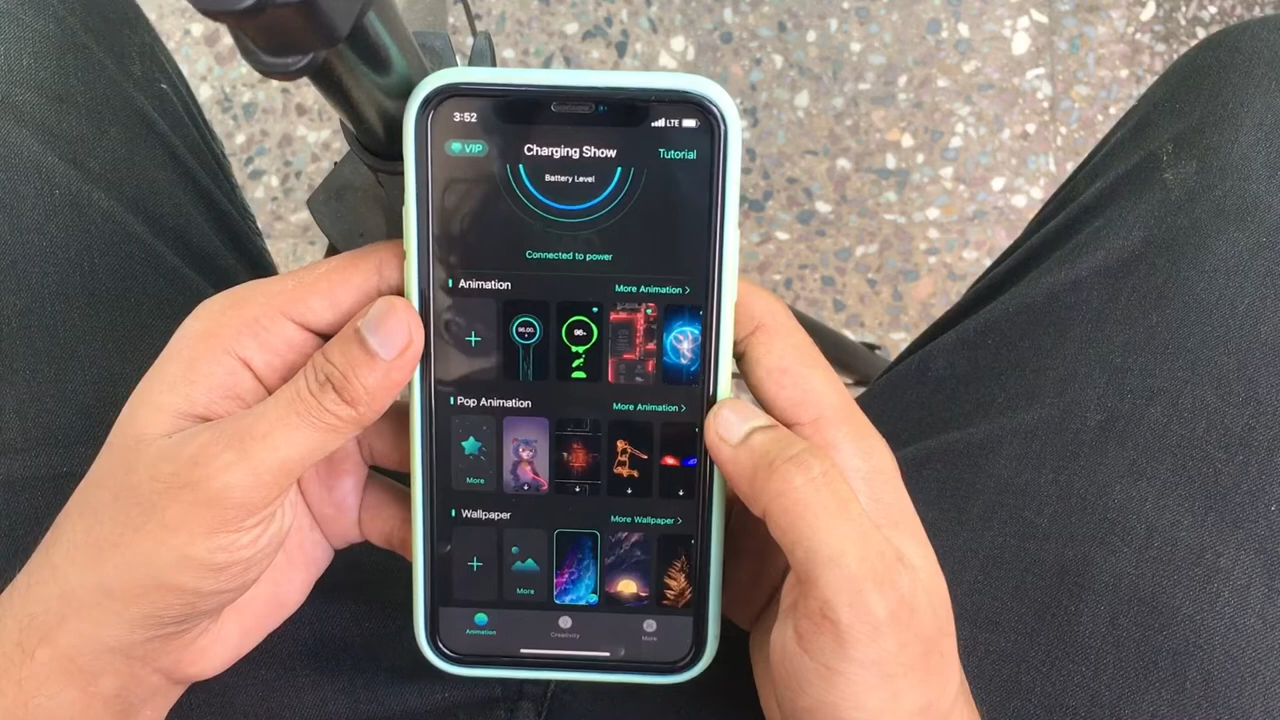 3:52
LTE
VIP
Charging Show
Tutorial
Battery Level
Connected to power
Animation
More Animation >
96.00
96%
Pop Animation
More Animation >
More
Wallpaper
More Wallpaper >
More
Animation
Creativity
More